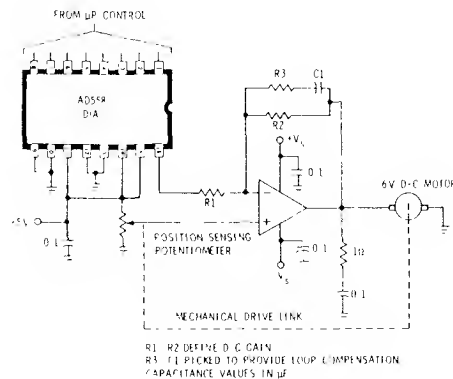 FROM µP CONTROL
AD558
D/A
R3
C1
R2
+Vs
0.1
6V D-C MOTOR
R1
+5V
0.1
POSITION SENSING
POTENTIOMETER
0.1
1Ω
Vs
0.1
MECHANICAL DRIVE LINK
R1 R2 DEFINE D C GAIN
R3 C1 PICKED TO PROVIDE LOOP COMPENSATION
CAPACITANCE VALUES IN µF